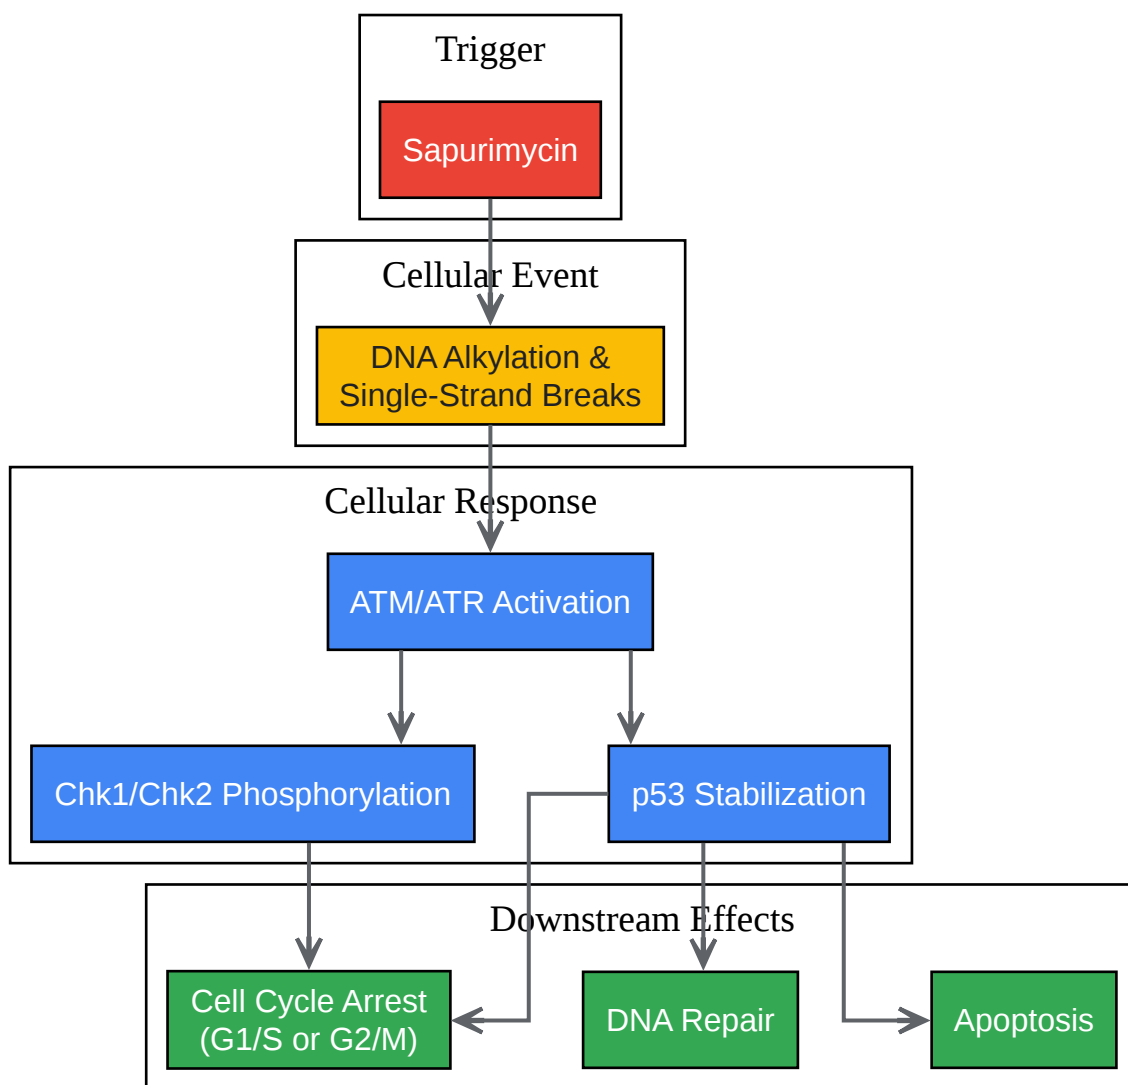 Trigger
Sapurimycin
Cellular Event
DNA Alkylation &
Single-Strand Breaks
Cellular Response
ATM/ATR Activation
Chk1/Chk2 Phosphorylation
p53 Stabilization
Downstream Effects
Cell Cycle Arrest
(G1/S or G2/M)
DNA Repair
Apoptosis